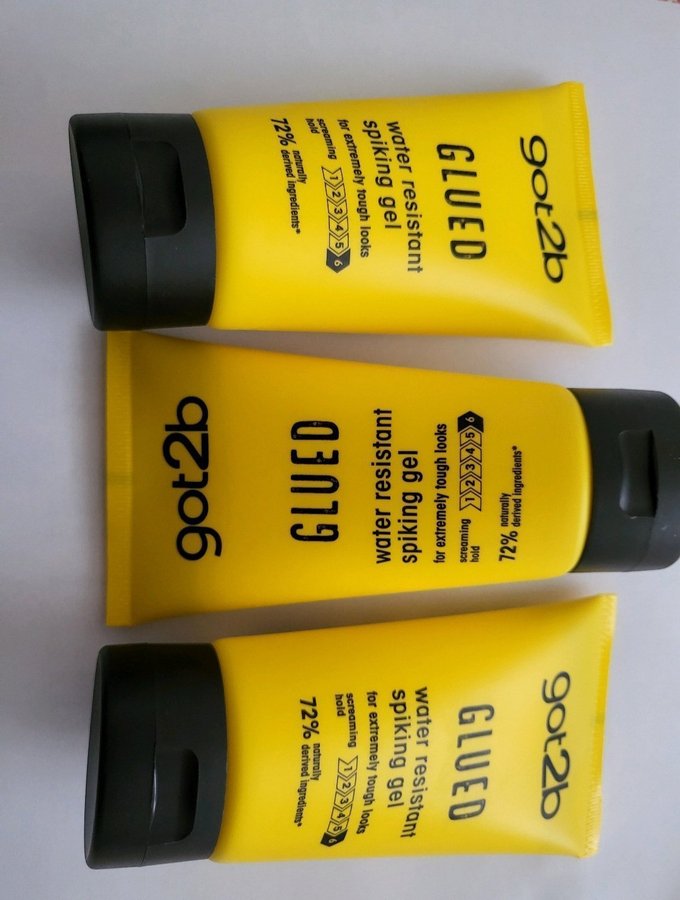 got2b
GLUED
water resistant
spiking gel
for extremely tough looks
screaming
hold
1 2 3 4 5 6
72% naturally
derived ingredients*
got2b
GLUED
water resistant
spiking gel
for extremely tough looks
screaming
hold
1 2 3 4 5 6
72% naturally
derived ingredients*
got2b
GLUED
water resistant
spiking gel
for extremely tough looks
screaming
hold
1 2 3 4 5 6
72% naturally
derived ingredients*